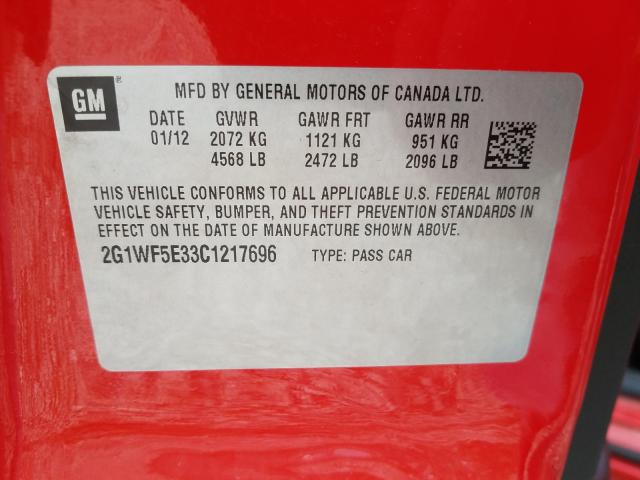 GM ®
MFD BY GENERAL MOTORS OF CANADA LTD.
DATE GVWR GAWR FRT GAWR RR
01/12 2072 KG 1121 KG 951 KG
4568 LB 2472 LB 2096 LB
THIS VEHICLE CONFORMS TO ALL APPLICABLE U.S. FEDERAL MOTOR
VEHICLE SAFETY, BUMPER, AND THEFT PREVENTION STANDARDS IN
EFFECT ON THE DATE OF MANUFACTURE SHOWN ABOVE.
2G1WF5E33C1217696 TYPE: PASS CAR